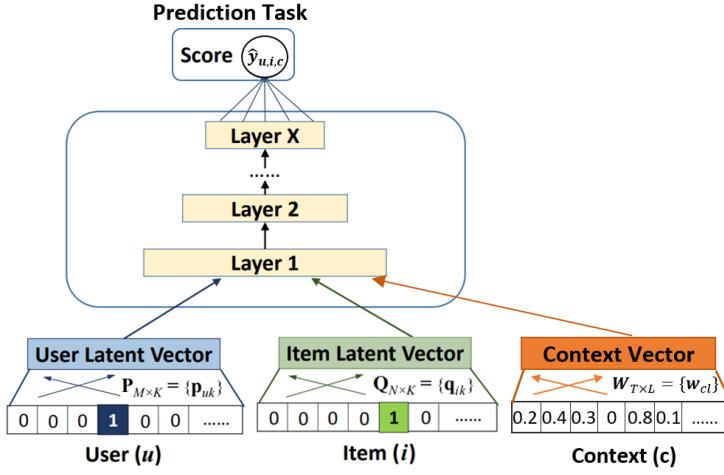 Prediction Task
Score ŷu,i,c
Layer X
......
Layer 2
Layer 1
User Latent Vector Item Latent Vector Context Vector
PM×K = {puk} QN×K = {qik} WT×L = {wcl}
0 0 0 1 0 0 ...... 0 0 0 0 1 0 ...... 0.2 0.4 0.3 0 0.8 0.1 ......
User (u) Item (i) Context (c)